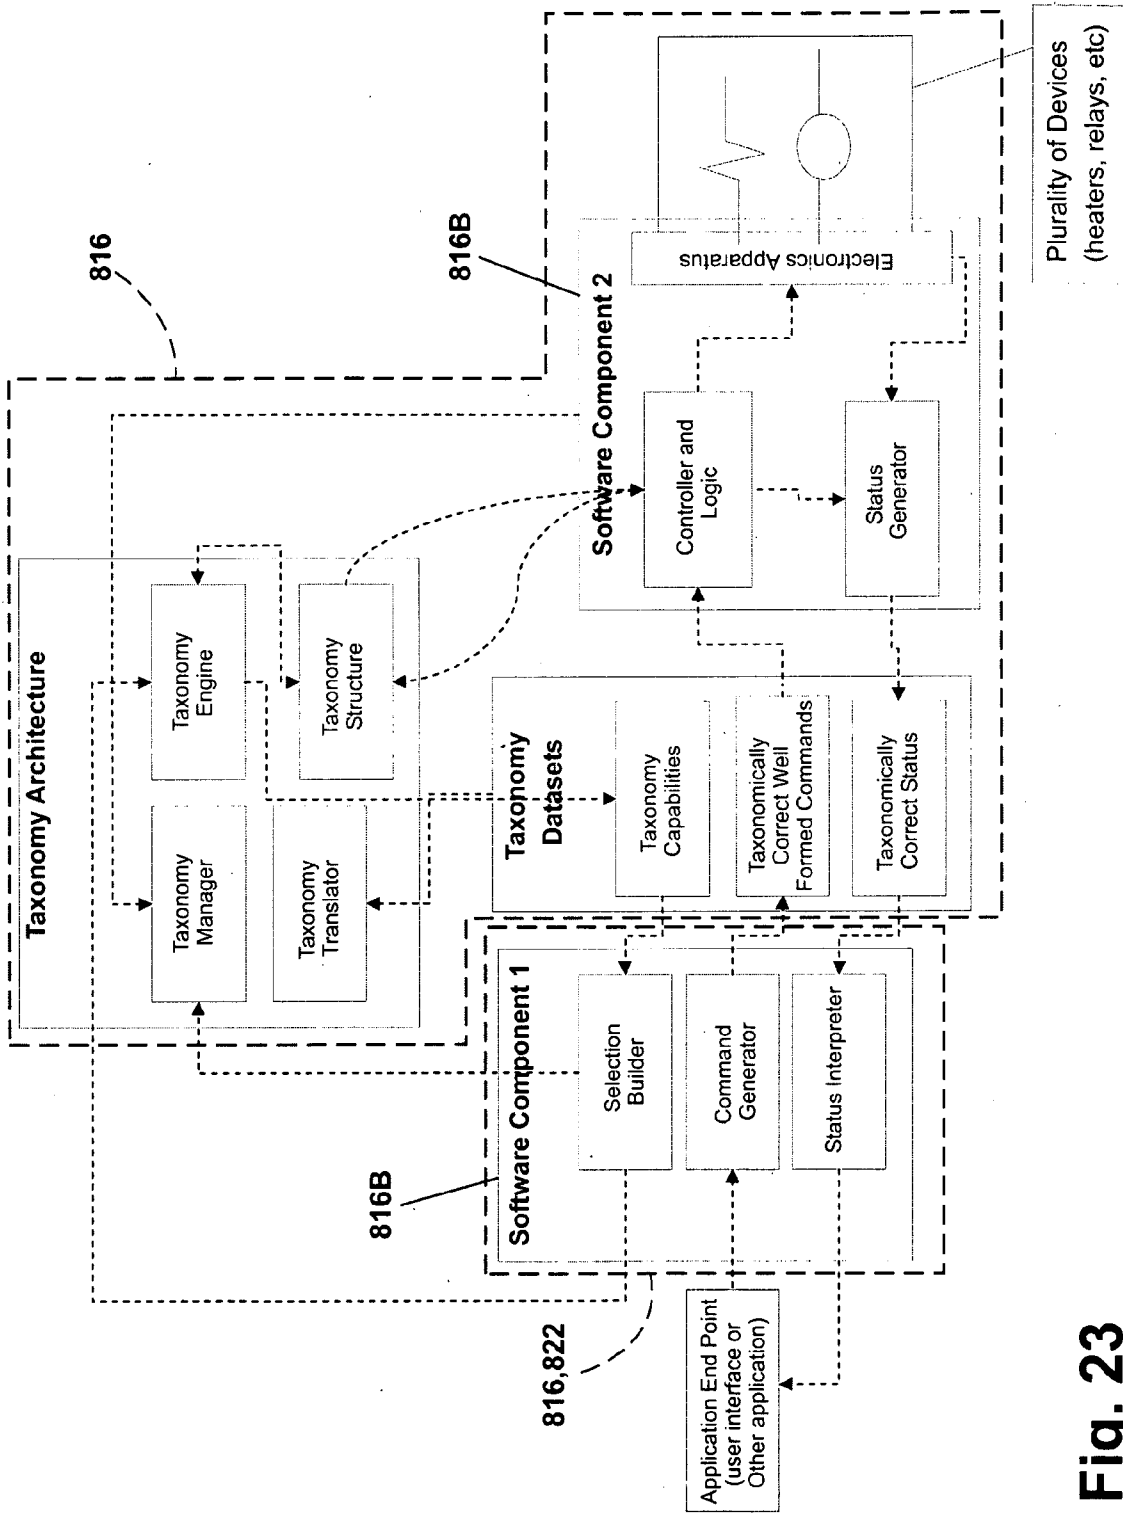 816
Taxonomy Architecture
Taxonomy
Manager
Taxonomy
Engine
Taxonomy
Translator
Taxonomy
Structure
816B
816B
Software Component 1
Selection
Builder
Command
Generator
Status Interpreter
Taxonomy
Datasets
Taxonomy
Capabilities
Taxonomically
Correct Well
Formed Commands
Taxonomically
Correct Status
Software Component 2
Controller and
Logic
Status
Generator
Electronics Apparatus
816,822
Application End Point
(user interface or
Other application)
Plurality of Devices
(heaters, relays, etc)
Fig. 23